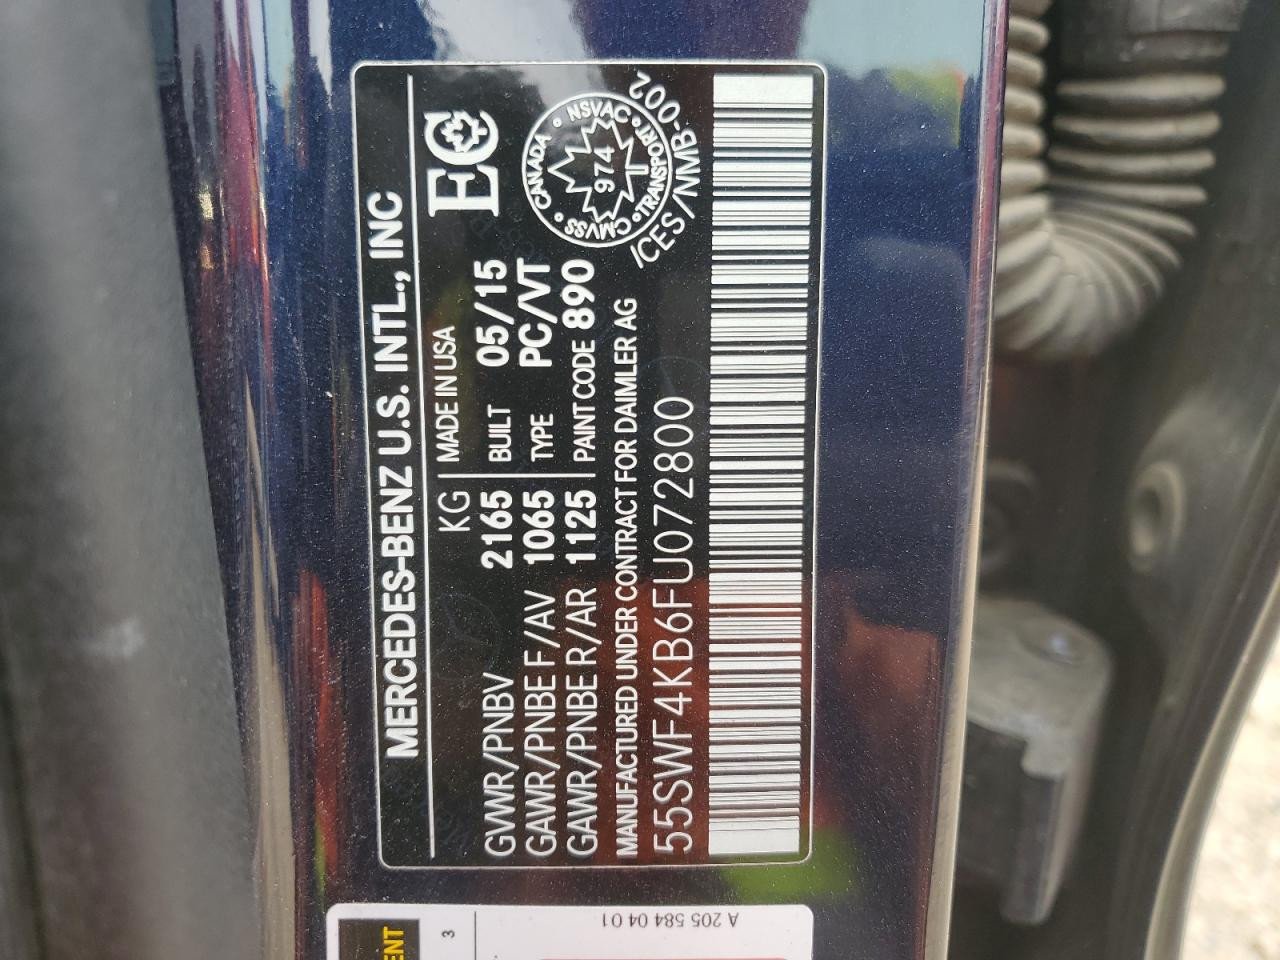 MERCEDES-BENZ U.S. INTL., INC
KG MADE IN USA
GVWR/PNBV 2165 BUILT 05/15
GAWR/PNBE F/AV 1065 TYPE PC/VT
GAWR/PNBE R/AR 1125 PAINT CODE 890
MANUFACTURED UNDER CONTRACT FOR DAIMLER AG
55SWF4KB6FU072800
EC
CANADA • NSVAC • TRANSPORT • CMVSS
974
ICES/NMB-002
ENT
3
A 205 584 04 01